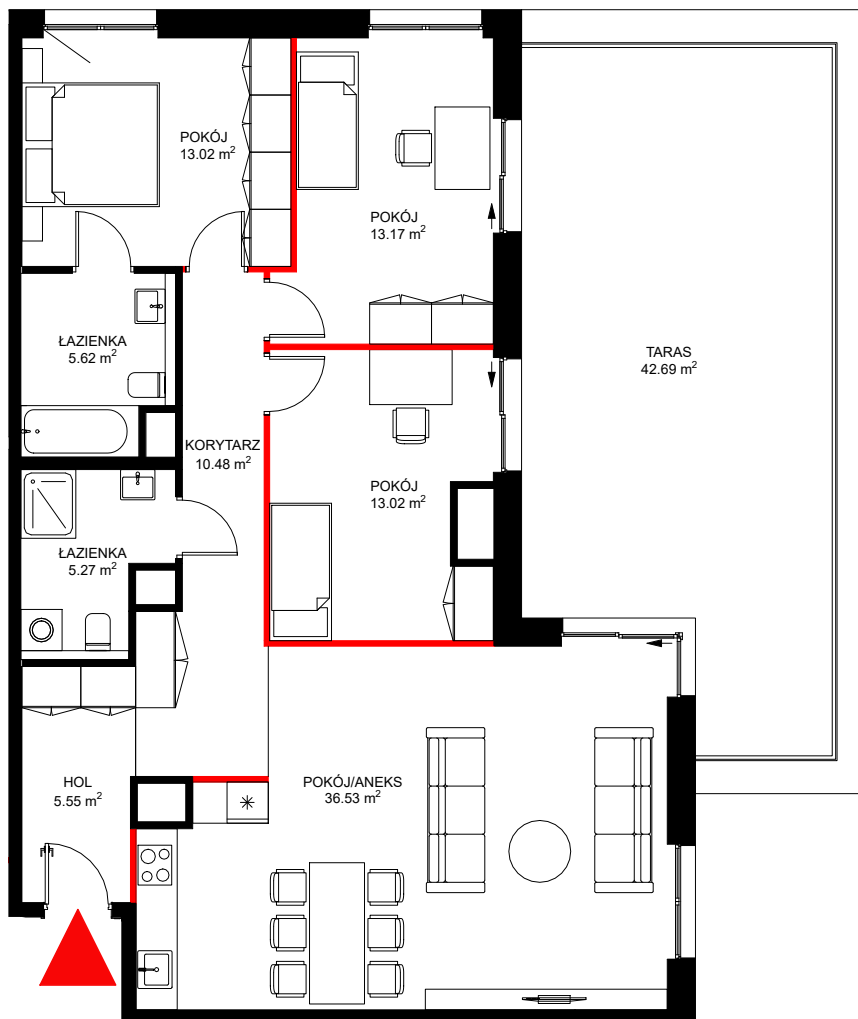 POKÓJ
13.02 m²
POKÓJ
13.17 m²
ŁAZIENKA
5.62 m²
TARAS
42.69 m²
KORYTARZ
10.48 m²
POKÓJ
13.02 m²
ŁAZIENKA
5.27 m²
HOL
5.55 m²
POKÓJ/ANEKS
36.53 m²